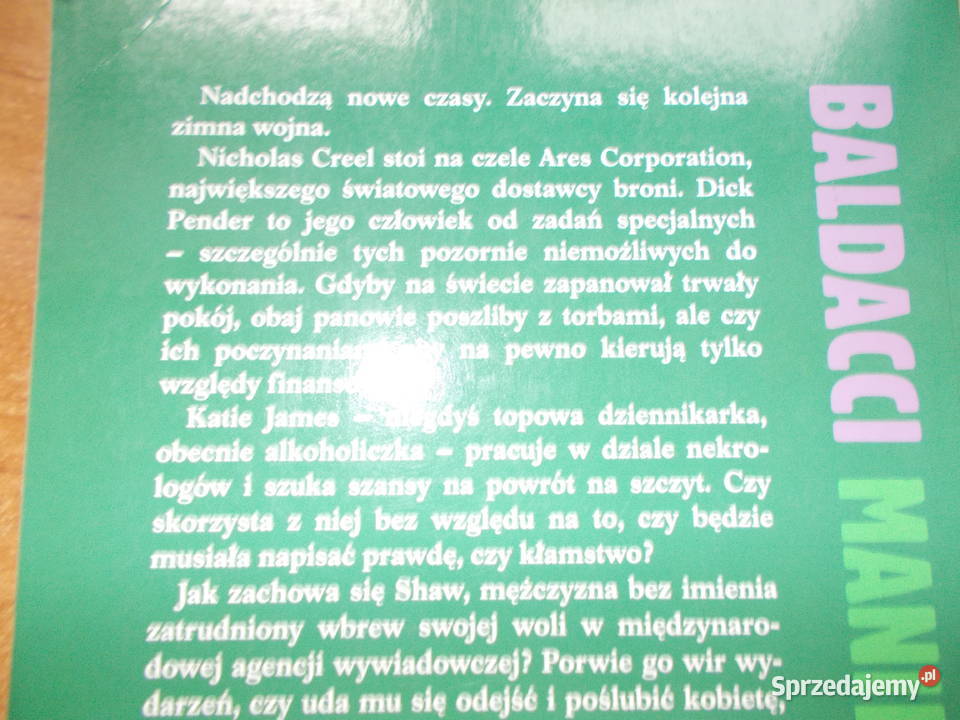 Nadchodzą nowe czasy. Zaczyna się kolejna
zimna wojna.
Nicholas Creel stoi na czele Ares Corporation,
największego światowego dostawcy broni. Dick
Pender to jego człowiek od zadań specjalnych
– szczególnie tych pozornie niemożliwych do
wykonania. Gdyby na świecie zapanował trwały
pokój, obaj panowie poszliby z torbami, ale czy
ich na pewno kierują tylko
względy
Katie James – niegdyś topowa dziennikarka,
obecnie alkoholiczka – pracuje w dziale nekro-
logów i szuka szansy na powrót na szczyt. Czy
skorzysta z niej bez względu na to, czy będzie
musiała napisać prawdę, czy kłamstwo?
Jak zachowa się Shaw, mężczyzna bez imienia
zatrudniony wbrew swojej woli w międzynaro-
dowej agencji wywiadowczej? Porwie go wir wy-
darzeń, czy uda mu się odejść i poślubić kobietę,
BALDACCI MANI
Sprzedajemy.pl